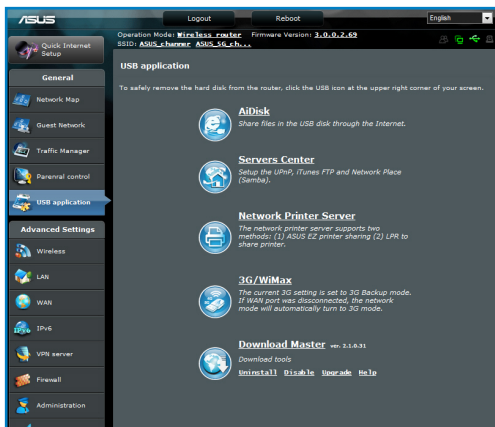 ASUS
Logout
Reboot
English
Quick Internet Setup
Operation Mode: Wireless router Firmware Version: 3.0.0.2.69
SSID: ASUS_channer ASUS_5G_ch...
General
Network Map
Guest Network
Traffic Manager
Parenral control
USB application
Advanced Settings
Wireless
LAN
WAN
IPv6
VPN server
Firewall
Administration
USB application
To safely remove the hard disk from the router, click the USB icon at the upper right corner of your screen.
AiDisk
Share files in the USB disk through the Internet.
Servers Center
Setup the UPnP, iTunes FTP and Network Place
(Samba).
Network Printer Server
The network printer server supports two
methods: (1) ASUS EZ printer sharing (2) LPR to
share printer.
3G/WiMax
The current 3G setting is set to 3G Backup mode.
If WAN port was dissconnected, the network
mode will automatically turn to 3G mode.
Download Master ver. 2.1.0.31
Download tools
Uninstall Disable Upgrade Help